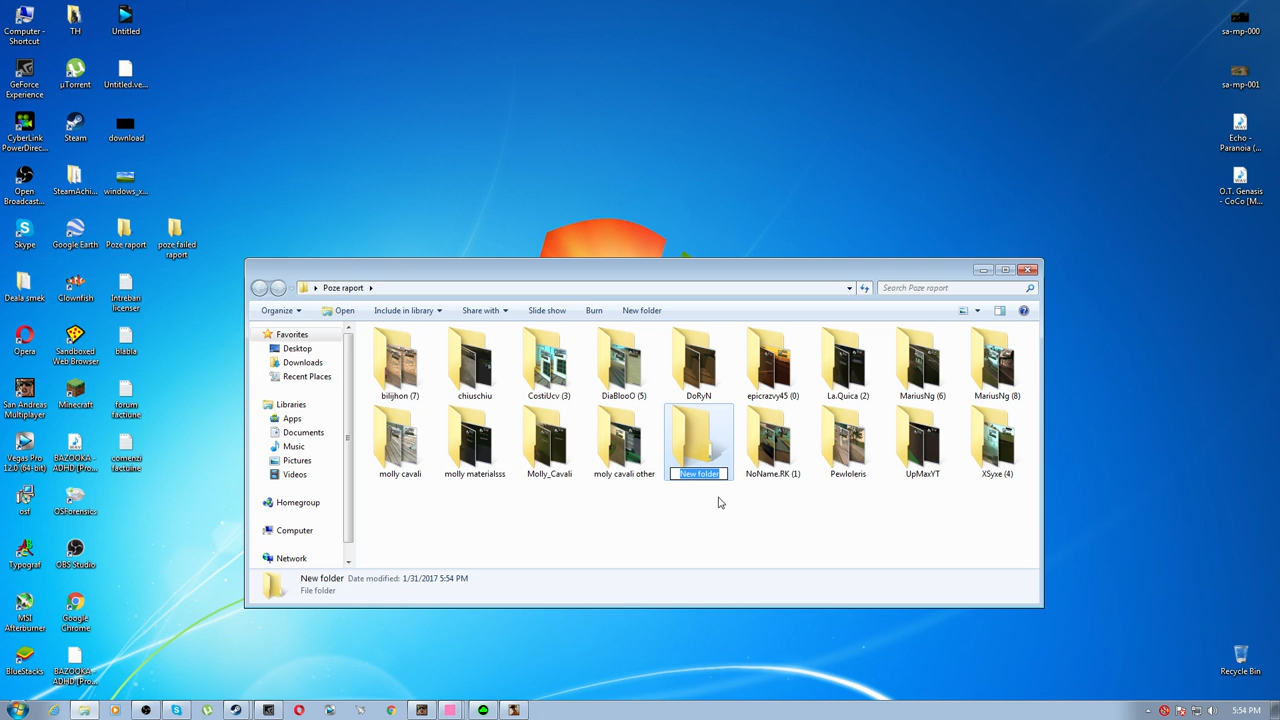 Computer - Shortcut
TH
Untitled
GeForce Experience
µTorrent
Untitled.ve...
CyberLink PowerDirec...
Steam
download
Open Broadcast...
SteamAchi...
windows_x...
Skype
Google Earth
Poze raport
poze failed raport
Deala smek
Clownfish
Intreban licenser
Opera
Sandboxed Web Browser
blabla
San Andreas Multiplayer
Minecraft
forum factiune
Vegas Pro 12.0 (64-bit)
BAZOOKA - ADHD (Pro...
comenzi factiune
osf
OSForensics
Typograf
OBS Studio
MSI Afterburner
Google Chrome
BlueStacks
BAZOOKA_ ADHD (Pro...
sa-mp-000
sa-mp-001
Echo - Paranoia (...
O.T. Genasis - CoCo [M...
Recycle Bin
Poze raport
Search Poze raport
Organize
Open
Include in library
Share with
Slide show
Burn
New folder
Favorites
Desktop
Downloads
Recent Places
Libraries
Apps
Documents
Music
Pictures
Videos
Homegroup
Computer
Network
bilijhon (7)
chiuschiu
CostiUcv (3)
DiaBlooO (5)
DoRyN
epicrazvy45 (0)
La.Quica (2)
MariusNg (6)
MariusNg (8)
molly cavali
molly materialsss
Molly_Cavali
moly cavali other
New folder
NoName.RK (1)
Pewloleris
UpMaxYT
XSyxe (4)
New folder Date modified: 1/31/2017 5:54 PM
File folder
5:54 PM